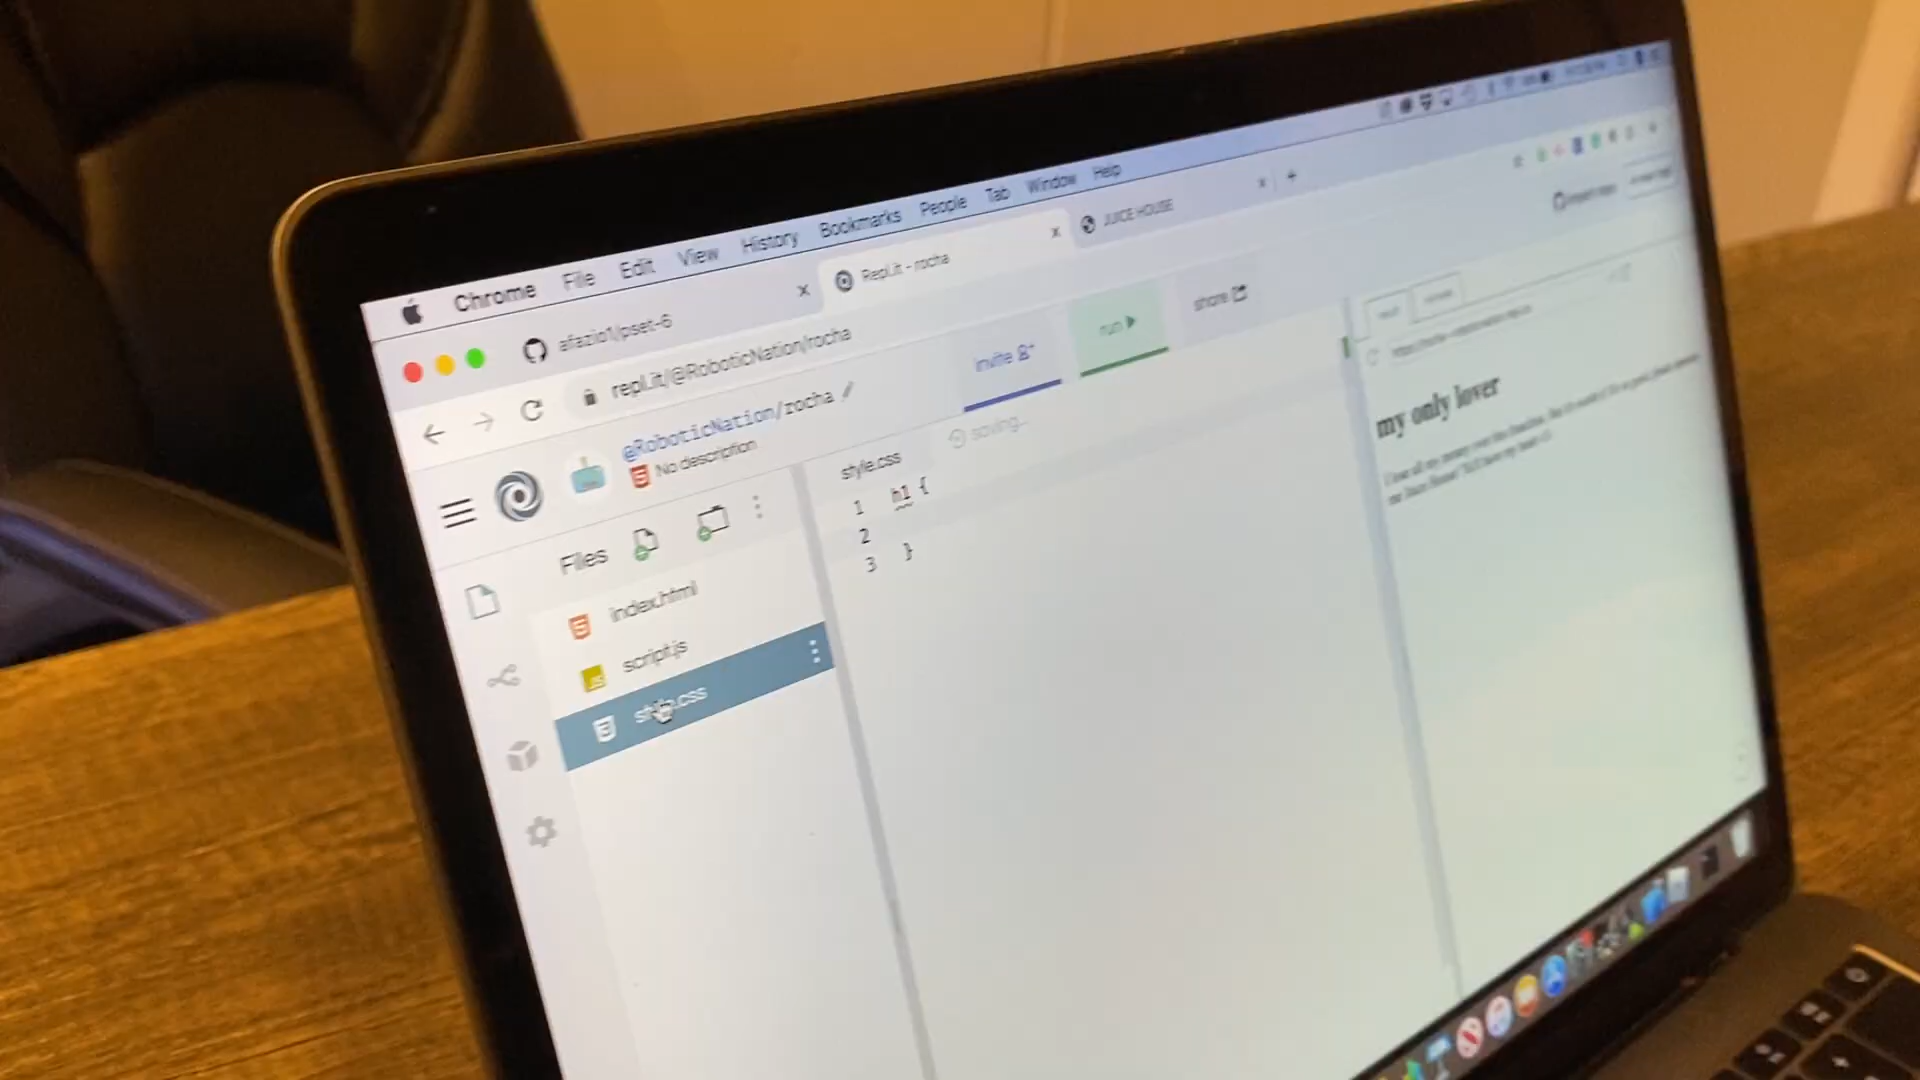 Chrome File Edit View History Bookmarks People Tab Window Help
afazio1/pset-6
Repl.it - rocha
JUICE HOUSE
repl.it/@RoboticNation/rocha
@RoboticNation/rocha
No description
invite
run
share
saving...
Files
index.html
script.js
style.css
style.css
1 h1 {
2
3 }
my only lover